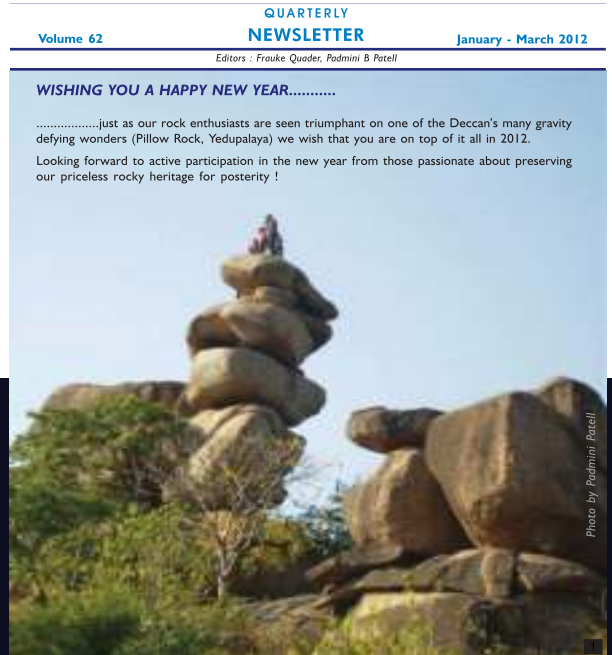 QUARTERLY
Volume 62 NEWSLETTER January - March 2012
Editors : Frauke Quader, Padmini B Patell
WISHING YOU A HAPPY NEW YEAR...........
..................just as our rock enthusiasts are seen triumphant on one of the Deccan's many gravity
defying wonders (Pillow Rock, Yedupalaya) we wish that you are on top of it all in 2012.
Looking forward to active participation in the new year from those passionate about preserving
our priceless rocky heritage for posterity !
Photo by Padmini Patell
1